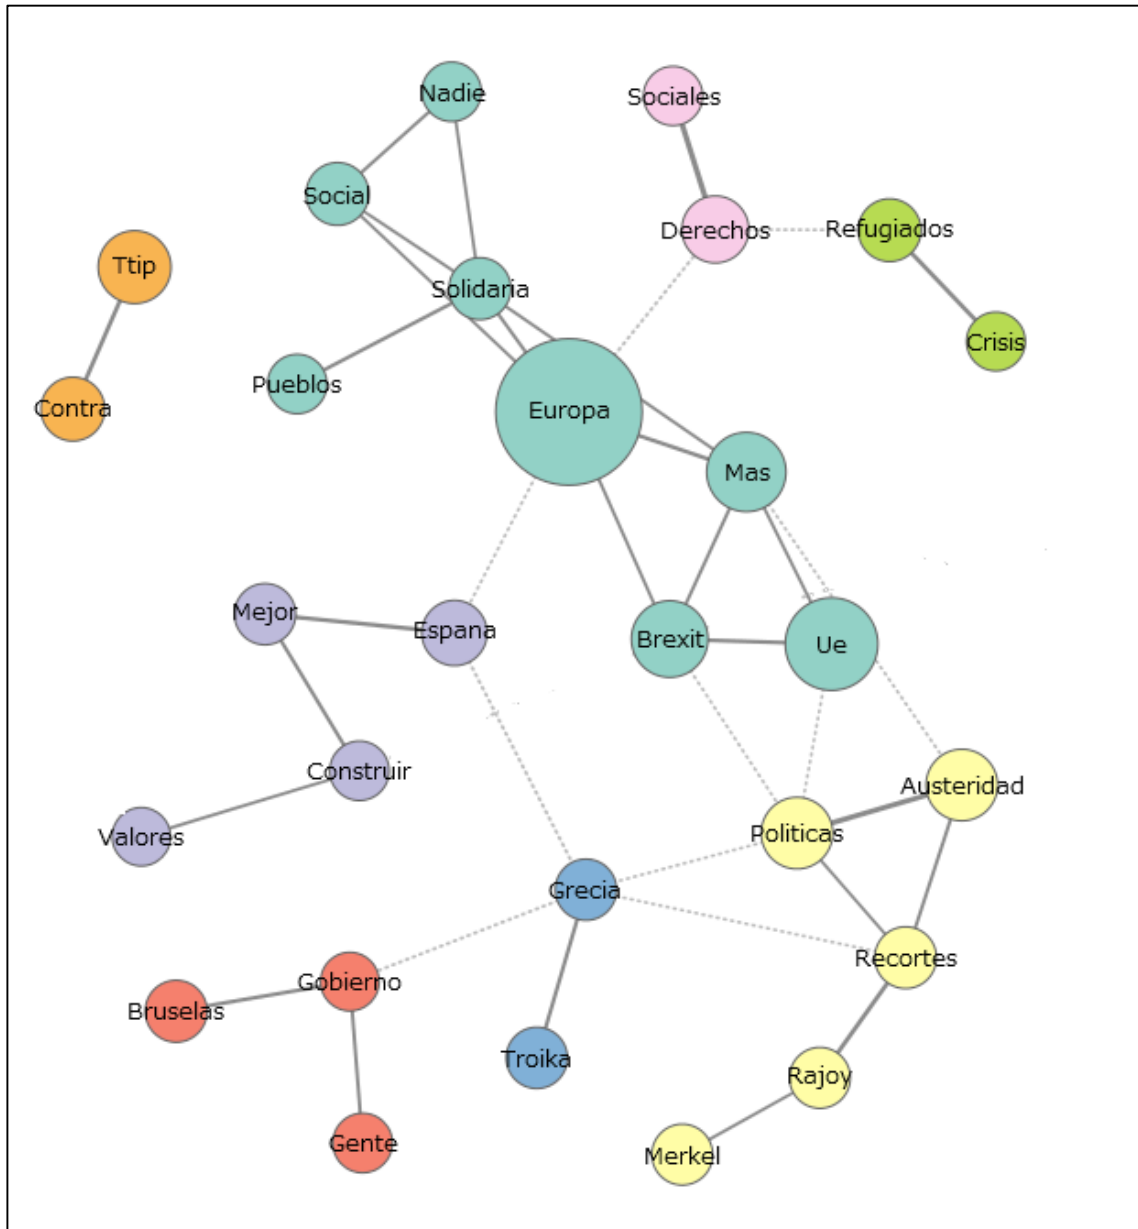 Nadie
Sociales
Social
Derechos
Refugiados
Ttip
Solidaria
Crisis
Pueblos
Contra
Europa
Mas
Mejor
Espana
Brexit
Ue
Construir
Austeridad
Valores
Politicas
Grecia
Recortes
Gobierno
Bruselas
Troika
Rajoy
Gente
Merkel